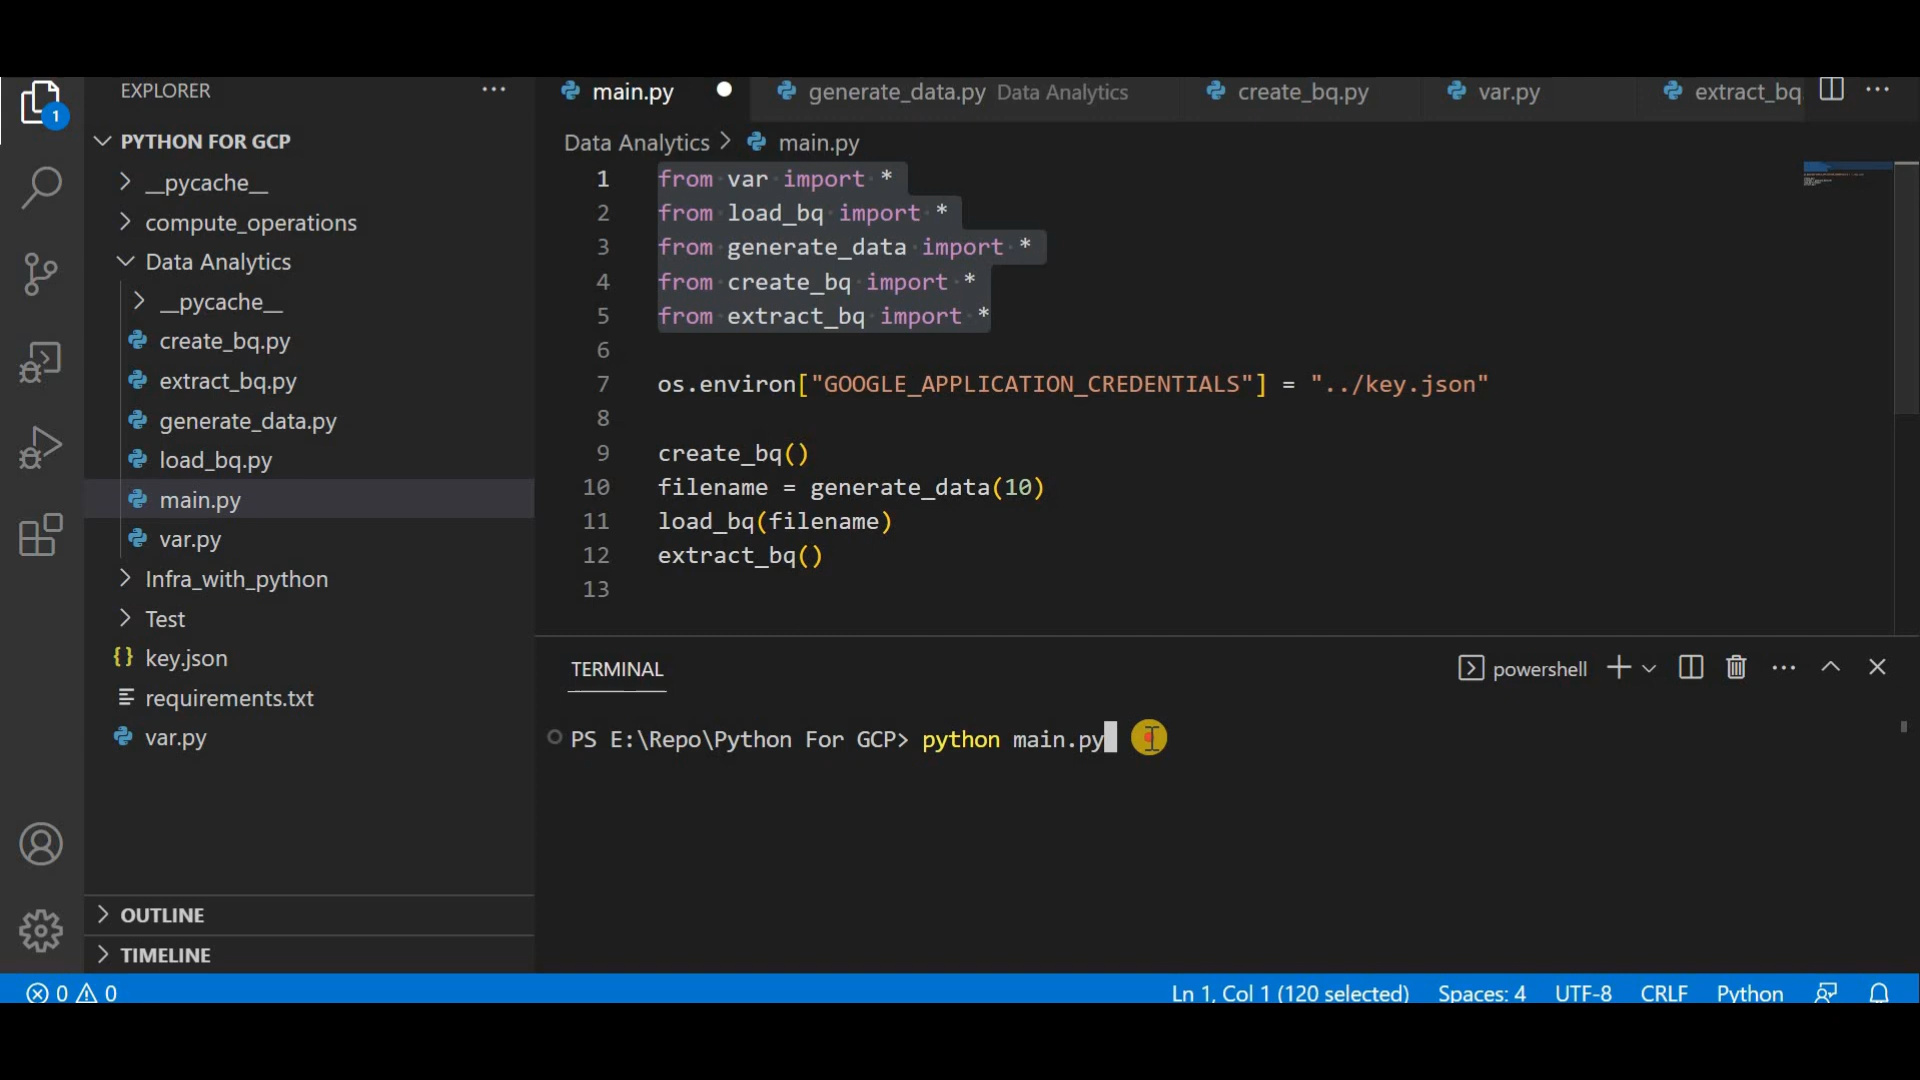 EXPLORER
1
PYTHON FOR GCP
__pycache__
compute_operations
Data Analytics
__pycache__
create_bq.py
extract_bq.py
generate_data.py
load_bq.py
main.py
var.py
Infra_with_python
Test
key.json
requirements.txt
var.py
OUTLINE
TIMELINE
main.py
generate_data.py Data Analytics
create_bq.py
var.py
extract_bq
Data Analytics > main.py
1 from var import *
2 from load_bq import *
3 from generate_data import *
4 from create_bq import *
5 from extract_bq import *
6
7 os.environ["GOOGLE_APPLICATION_CREDENTIALS"] = "../key.json"
8
9 create_bq()
10 filename = generate_data(10)
11 load_bq(filename)
12 extract_bq()
13
TERMINAL
powershell
PS E:\Repo\Python For GCP> python main.py
0 0
Ln 1, Col 1 (120 selected) Spaces: 4 UTF-8 CRLF Python